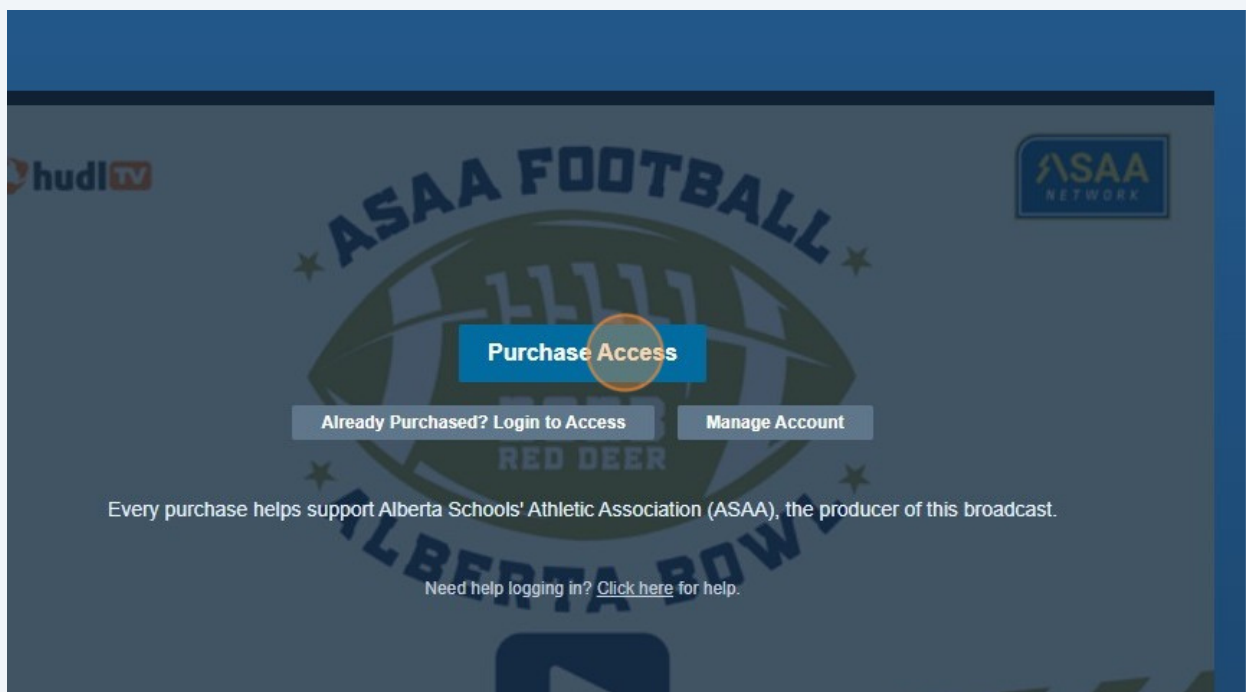 hudl TV
ASAA NETWORK
ASAA FOOTBALL
Purchase Access
Already Purchased? Login to Access
Manage Account
RED DEER
Every purchase helps support Alberta Schools' Athletic Association (ASAA), the producer of this broadcast.
ALBERTA BOWL
Need help logging in? Click here for help.